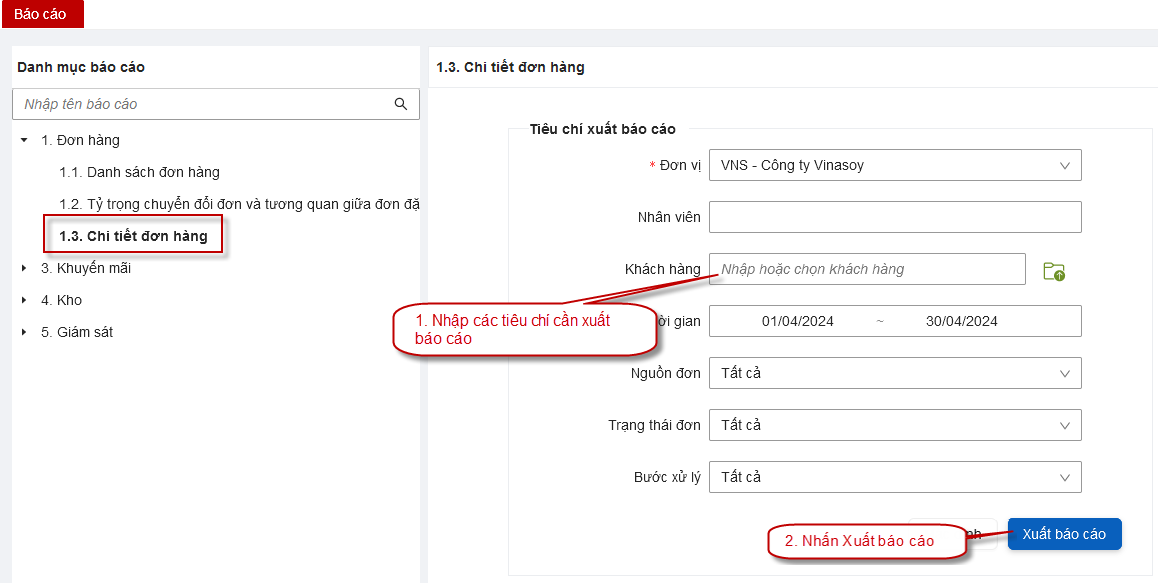 Báo cáo
Danh mục báo cáo
Nhập tên báo cáo
1. Đơn hàng
1.1. Danh sách đơn hàng
1.2. Tỷ trọng chuyển đổi đơn và tương quan giữa đơn đặ
1.3. Chi tiết đơn hàng
3. Khuyến mãi
4. Kho
5. Giám sát
1.3. Chi tiết đơn hàng
Tiêu chí xuất báo cáo
* Đơn vị VNS - Công ty Vinasoy
Nhân viên
Khách hàng Nhập hoặc chọn khách hàng
1. Nhập các tiêu chí cần xuất
báo cáo
gian 01/04/2024 ~ 30/04/2024
Nguồn đơn Tất cả
Trạng thái đơn Tất cả
Bước xử lý Tất cả
2. Nhấn Xuất báo cáo
Xuất báo cáo